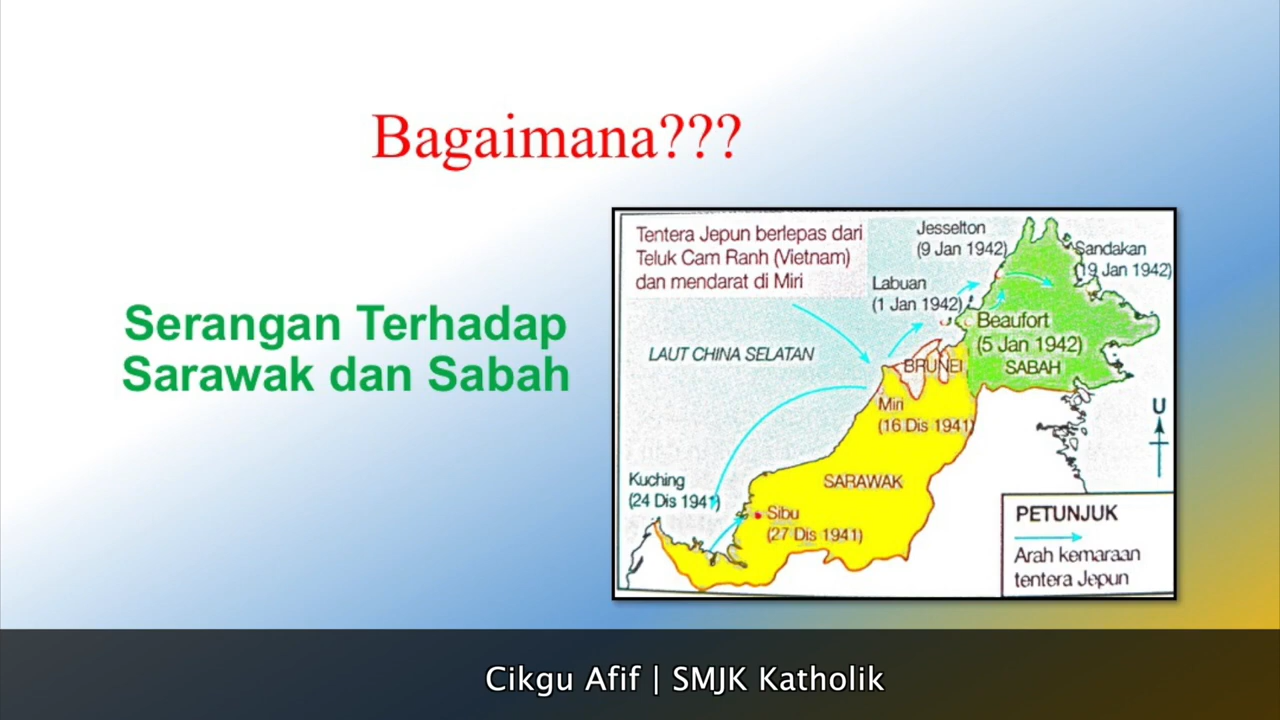 Bagaimana???
Serangan Terhadap
Sarawak dan Sabah
Tentera Jepun berlepas dari
Teluk Cam Ranh (Vietnam)
dan mendarat di Miri
Jesselton
(9 Jan 1942)
Sandakan
(19 Jan 1942)
Labuan
(1 Jan 1942)
Beaufort
(5 Jan 1942)
SABAH
LAUT CHINA SELATAN
BRUNEI
Miri
(16 Dis 1941)
U
Kuching
(24 Dis 1941)
SARAWAK
Sibu
(27 Dis 1941)
PETUNJUK
Arah kemaraan
tentera Jepun
Cikgu Afif | SMJK Katholik